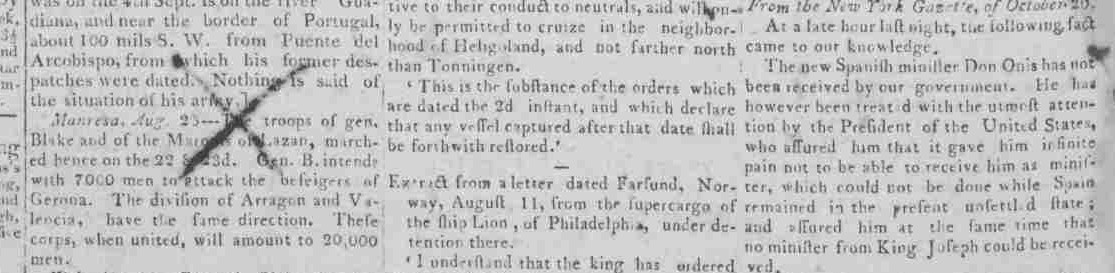 was on the 4th Sept. is on the river Gua-
diana, and near the border of Portugal,
about 100 mils S. W. from Puente del
Arcobispo, from which his former des-
patches were dated. Nothing is said of
the situation of his army.]
Manresa, Aug. 25—The troops of gen.
Blake and of the Marquis of Lazan, march-
ed hence on the 22 & 23d. Gen. B. intends
with 7000 men to attack the beseigers of
Gerona. The division of Arragon and Va-
lencia, have the same direction. These
corps, when united, will amount to 20,000
men.
tive to their conduct to neutrals, and will on-
ly be permitted to cruize in the neighbor-
hood of Heligoland, and not farther north
than Tonningen.
‘ This is the substance of the orders which
are dated the 2d instant, and which declare
that any vessel captured after that date shall
be forthwith restored.’
Extract from a letter dated Farsund, Nor-
way, August 11, from the supercargo of
the ship Lion, of Philadelphia, under de-
tention there.
‘ I understand that the king has ordered
From the New York Gazette, of October 20.
At a late hour last night, the following fact
came to our knowledge.
The new Spanish minister Don Onis has not
been received by our government. He has
however been treat d with the utmost atten-
tion by the President of the United States,
who assured him that it gave him infinite
pain not to be able to receive him as minis-
ter, which could not be done while Spain
remained in the present unsettl d state ;
and assured him at the same time that
no minister from King Joseph could be recei-
ved.